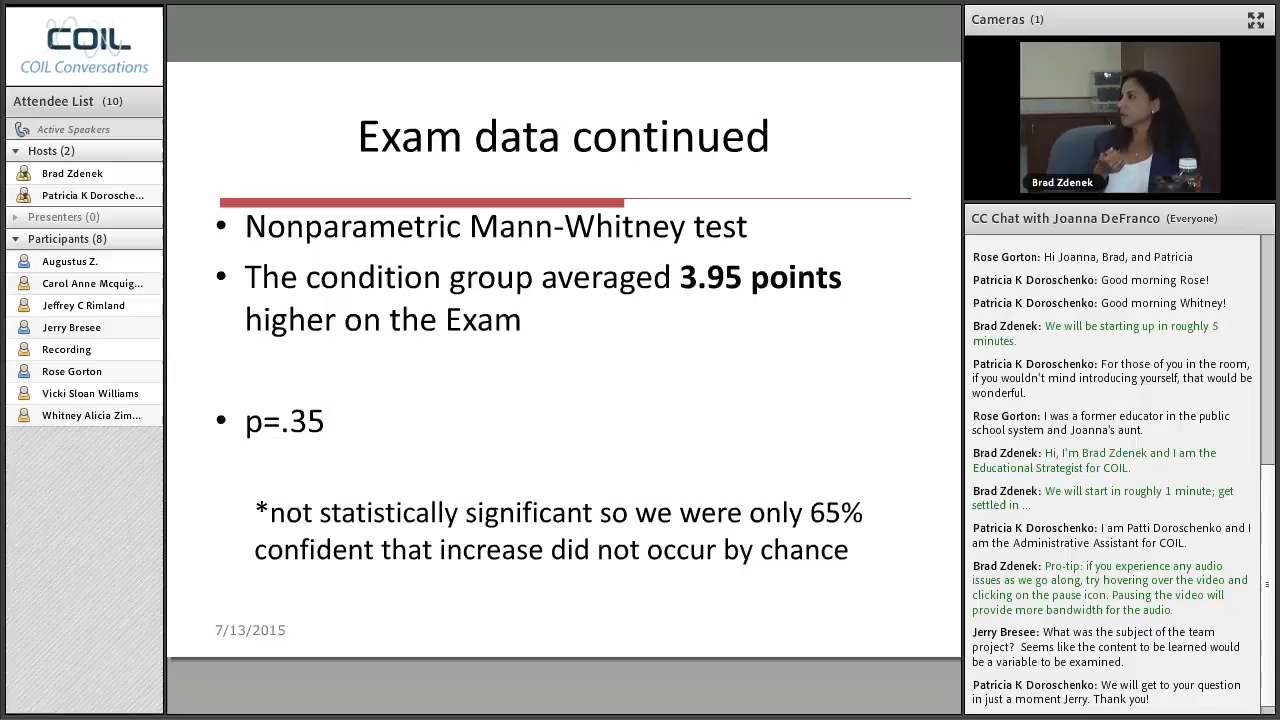 COIL
COIL Conversations
Attendee List (10)
Active Speakers
Hosts (2)
Brad Zdenek
Patricia K Dorosche...
Presenters (0)
Participants (8)
Augustus Z.
Carol Anne Mcquig...
Jeffrey C Rimland
Jerry Bresee
Recording
Rose Gorton
Vicki Sloan Williams
Whitney Alicia Zim...
Exam data continued
• Nonparametric Mann-Whitney test
• The condition group averaged 3.95 points
higher on the Exam
• p=.35
*not statistically significant so we were only 65%
confident that increase did not occur by chance
7/13/2015
Cameras (1)
Brad Zdenek
CC Chat with Joanna DeFranco (Everyone)
Rose Gorton: Hi Joanna, Brad, and Patricia
Patricia K Doroschenko: Good morning Rose!
Patricia K Doroschenko: Good morning Whitney!
Brad Zdenek: We will be starting up in roughly 5
minutes.
Patricia K Doroschenko: For those of you in the room,
if you wouldn't mind introducing yourself, that would be
wonderful.
Rose Gorton: I was a former educator in the public
school system and Joanna's aunt.
Brad Zdenek: Hi, I'm Brad Zdenek and I am the
Educational Strategist for COIL.
Brad Zdenek: We will start in roughly 1 minute; get
settled in ...
Patricia K Doroschenko: I am Patti Doroschenko and I
am the Administrative Assistant for COIL.
Brad Zdenek: Pro-tip: if you experience any audio
issues as we go along, try hovering over the video and
clicking on the pause icon. Pausing the video will
provide more bandwidth for the audio.
Jerry Bresee: What was the subject of the team
project? Seems like the content to be learned would
be a variable to be examined.
Patricia K Doroschenko: We will get to your question
in just a moment Jerry. Thank you!